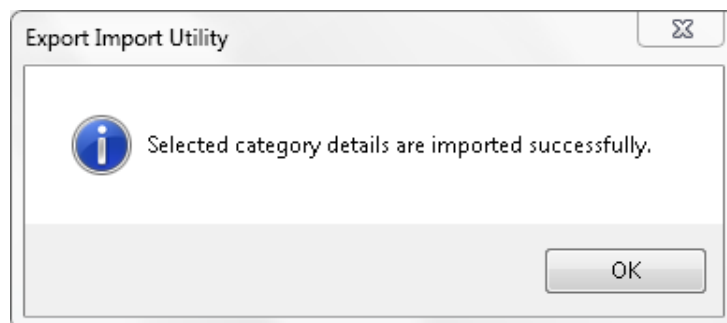 Export Import Utility
Selected category details are imported successfully.
OK